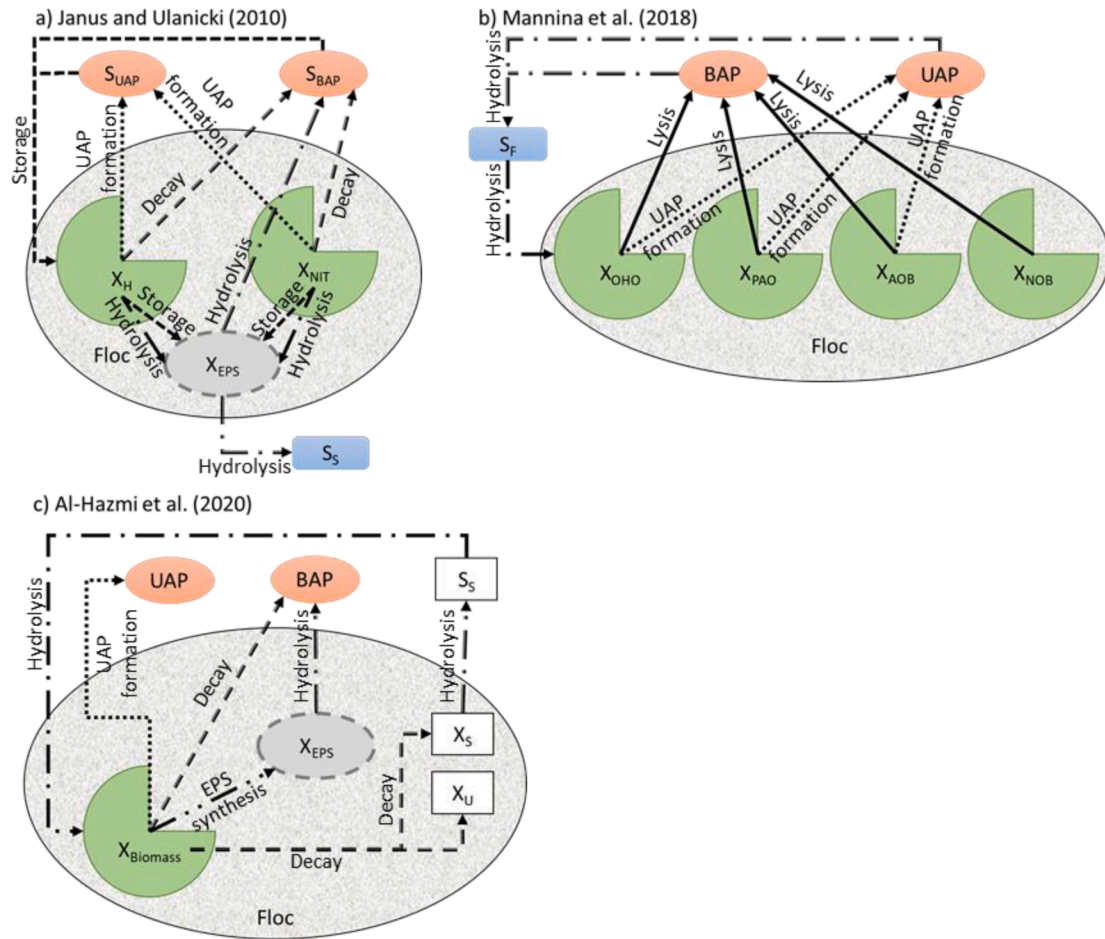 a) Janus and Ulanicki (2010)
S_UAP
S_BAP
UAP
formation
Storage
UAP
formation
Decay
Decay
Hydrolysis
X_H
X_NIT
Storage
Hydrolysis
Storage
Hydrolysis
Floc
X_EPS
Hydrolysis
S_S
b) Mannina et al. (2018)
Hydrolysis
BAP
UAP
S_F
Hydrolysis
Lysis
Lysis
Lysis
Lysis
UAP
formation
UAP
formation
UAP
formation
X_OHO
X_PAO
X_AOB
X_NOB
Floc
c) Al-Hazmi et al. (2020)
UAP
BAP
S_S
Hydrolysis
UAP
formation
Decay
Hydrolysis
Hydrolysis
X_EPS
X_S
X_U
EPS
synthesis
Decay
X_Biomass
Decay
Floc